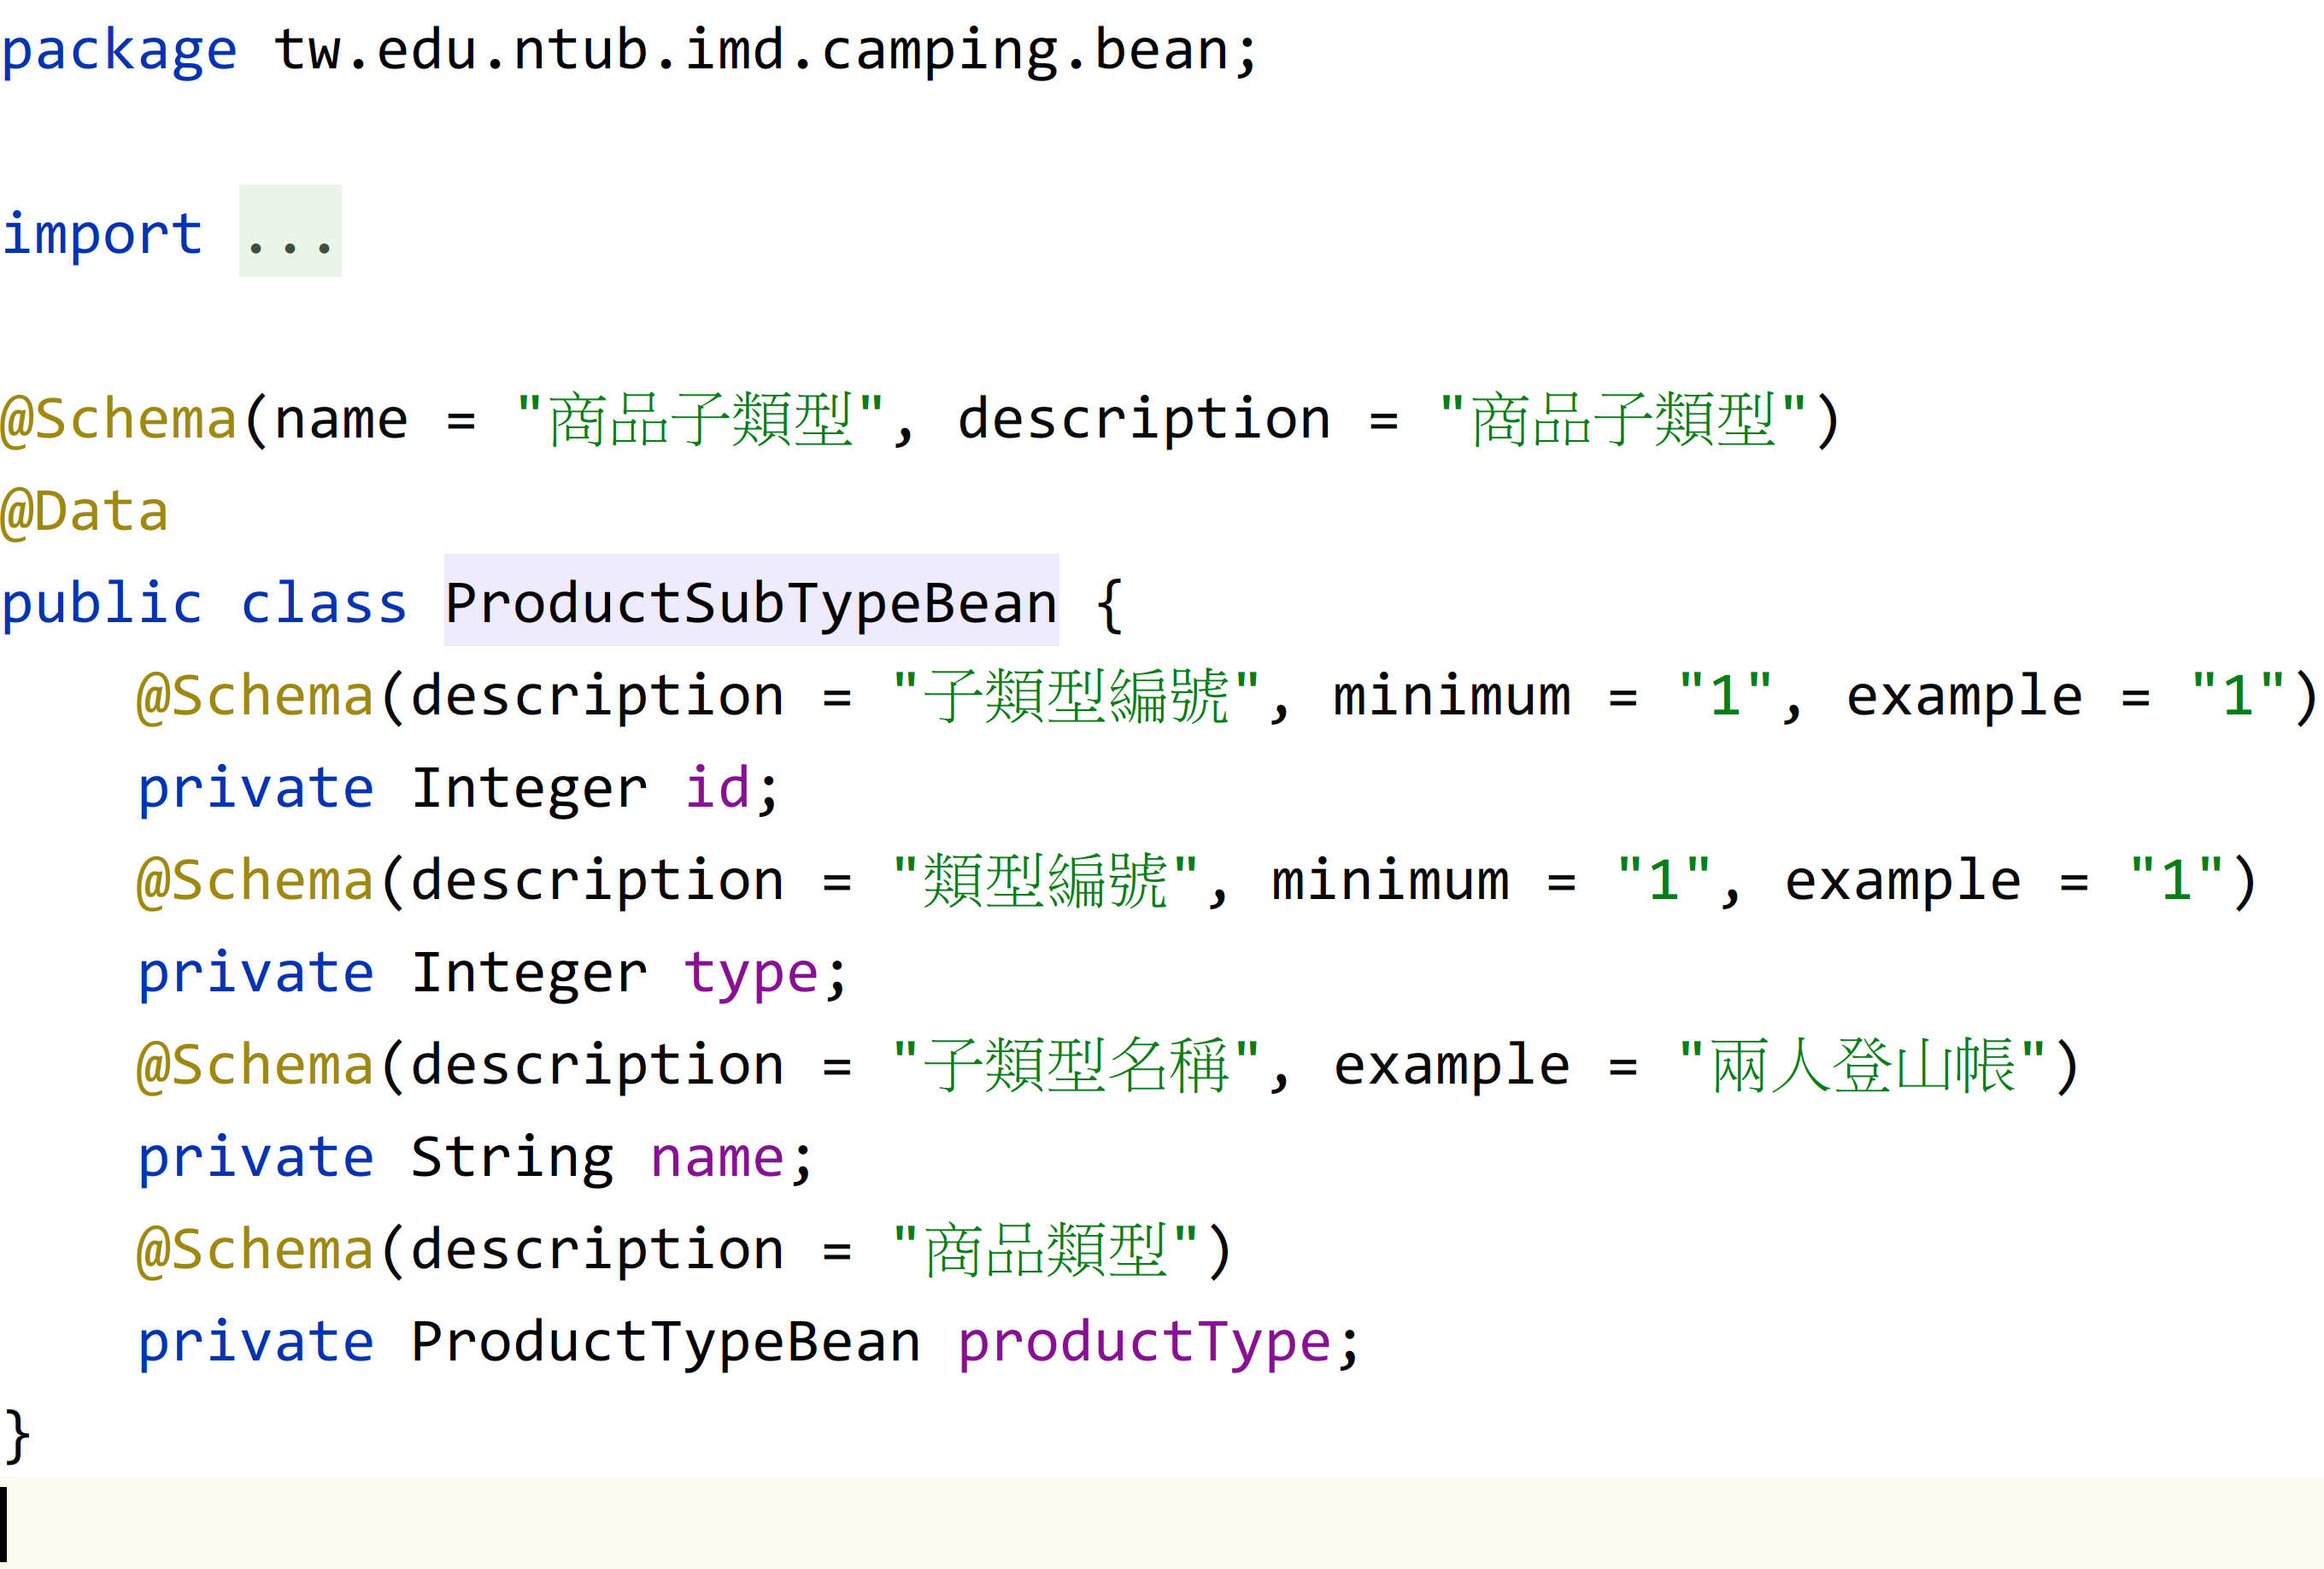 package tw.edu.ntub.imd.camping.bean;
import ...
@Schema(name = "商品子類型", description = "商品子類型")
@Data
public class ProductSubTypeBean {
@Schema(description = "子類型編號", minimum = "1", example = "1")
private Integer id;
@Schema(description = "類型編號", minimum = "1", example = "1")
private Integer type;
@Schema(description = "子類型名稱", example = "兩人登山帳")
private String name;
@Schema(description = "商品類型")
private ProductTypeBean productType;
}